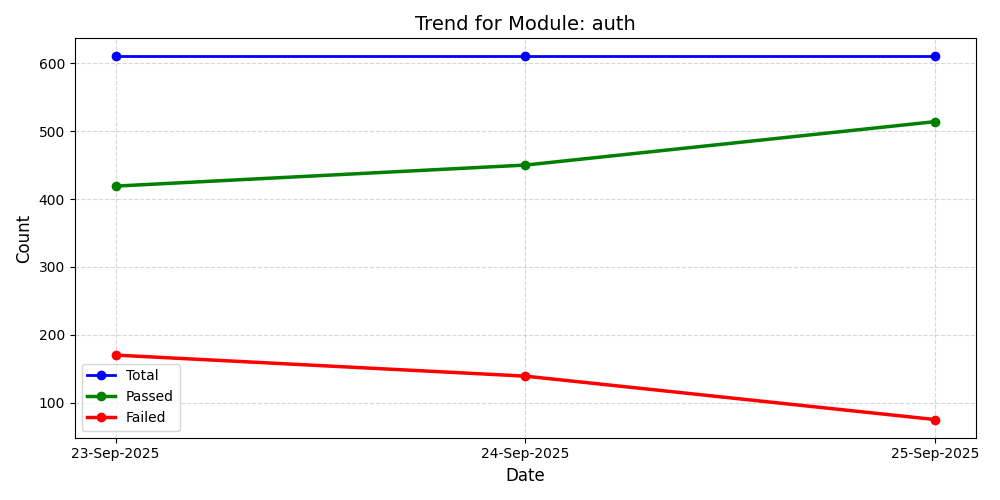 Trend for Module: auth
600
500
400
300
200
100
Count
Total
Passed
Failed
23-Sep-2025
24-Sep-2025
25-Sep-2025
Date